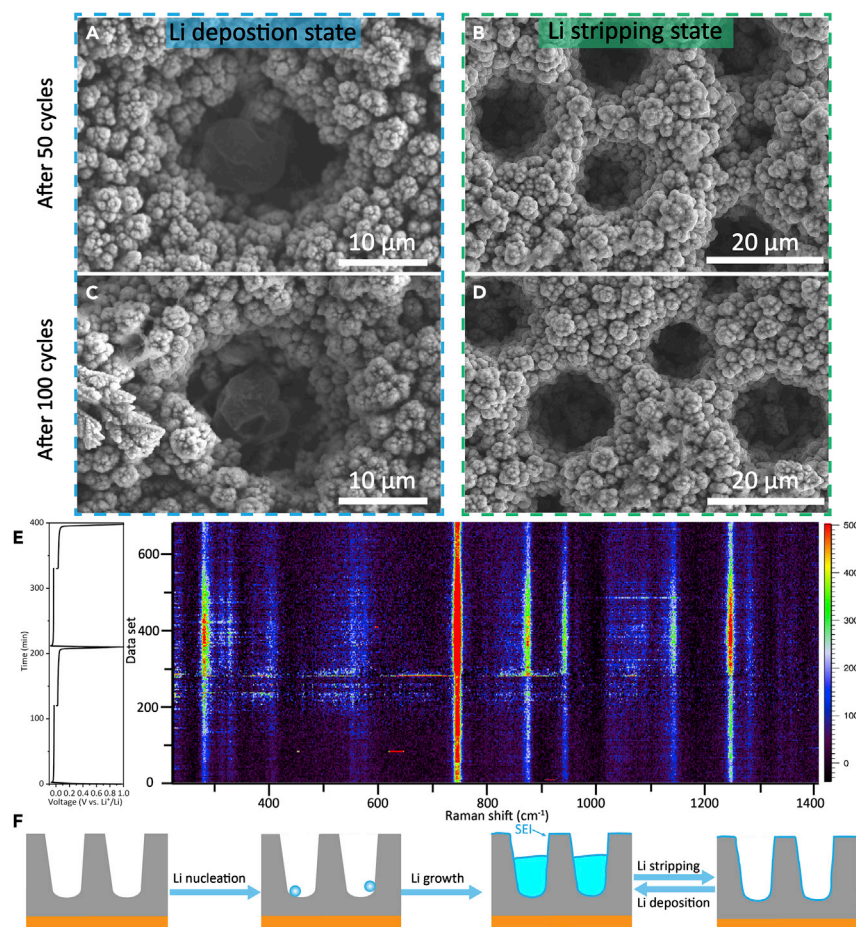 A
Li depostion state
B
Li stripping state
After 50 cycles
10 µm
20 µm
C
D
After 100 cycles
10 µm
20 µm
E
400
300
200
100
0
Time (min)
0.0 0.2 0.4 0.6 0.8 1.0
Voltage (V vs. Li⁺/Li)
600
400
200
0
Data set
400 600 800 1000 1200 1400
Raman shift (cm⁻¹)
500
400
300
200
100
0
F
Li nucleation
Li growth
SEI
Li stripping
Li deposition